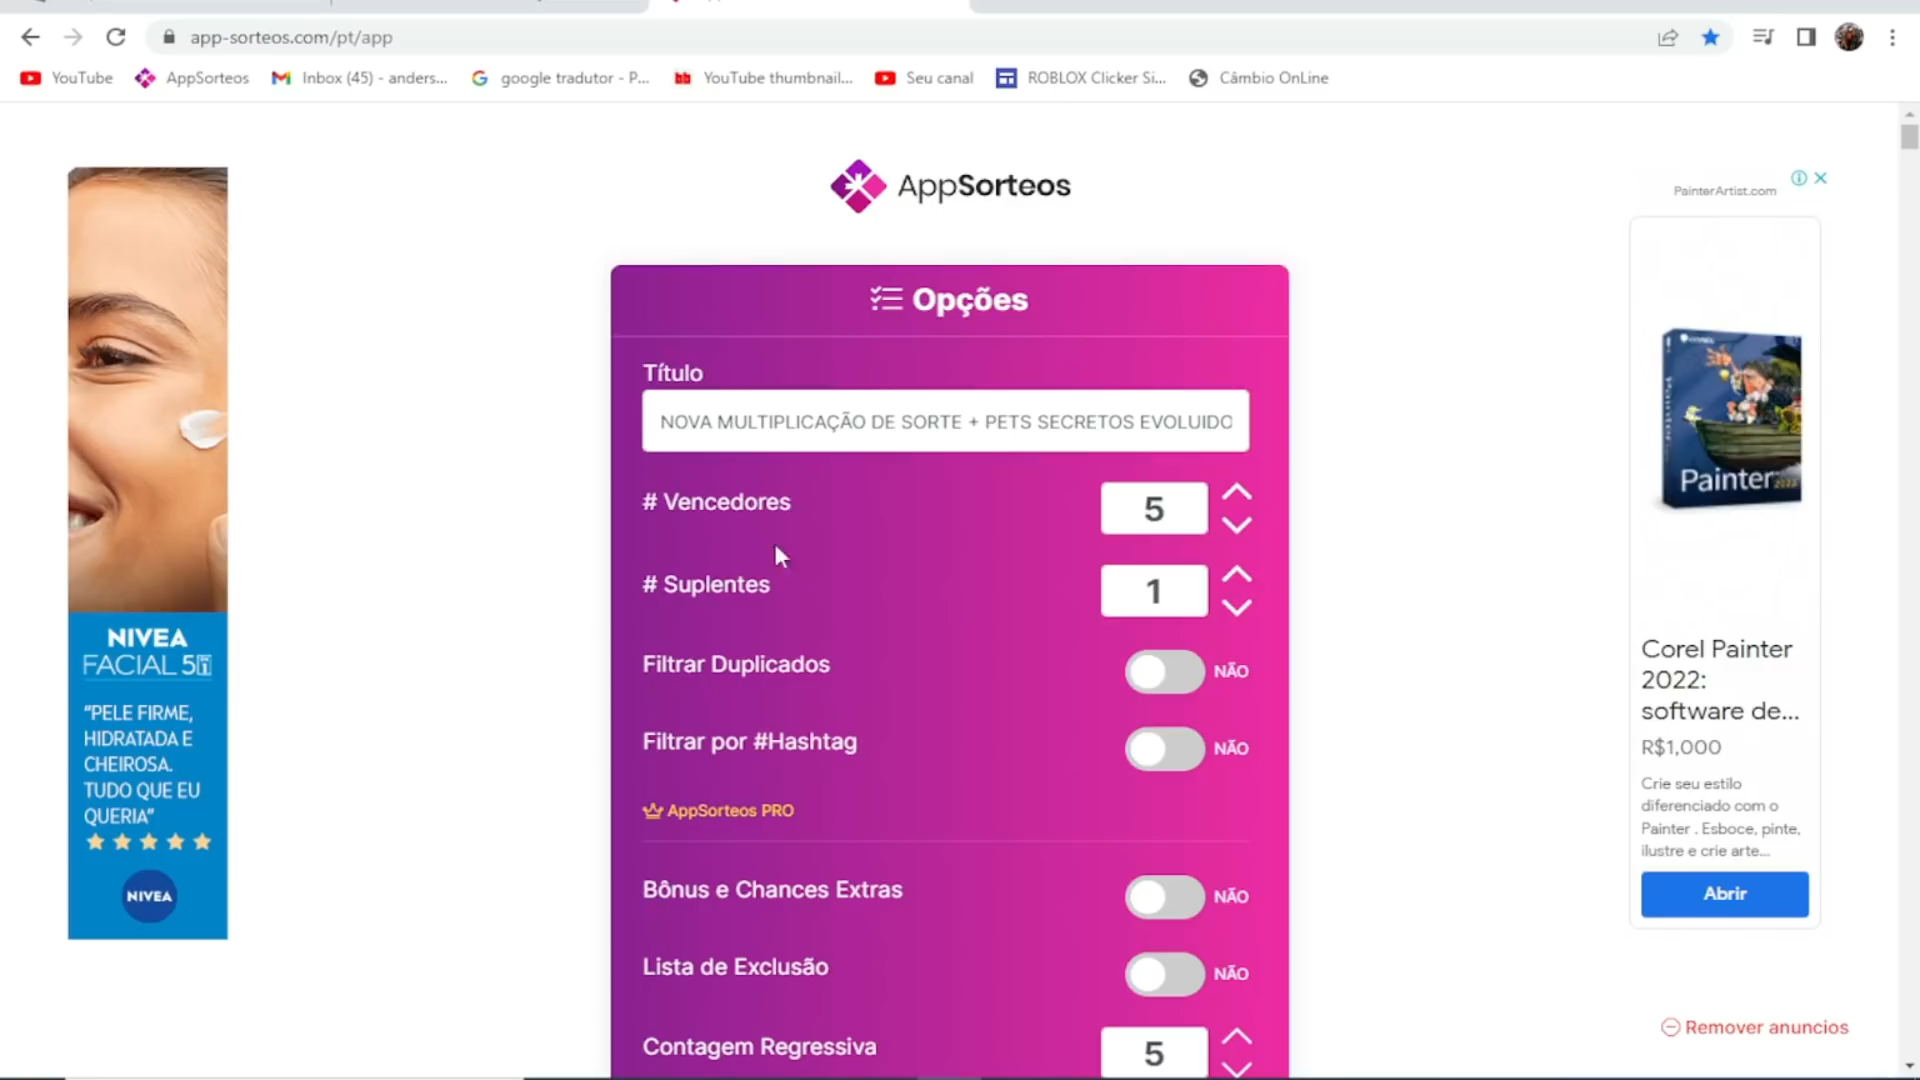 app-sorteos.com/pt/app
YouTube
AppSorteos
Inbox (45) - anders...
google tradutor - P...
YouTube thumbnail...
Seu canal
ROBLOX Clicker Si...
Câmbio OnLine
AppSorteos
PainterArtist.com
Opções
Título
NOVA MULTIPLICAÇÃO DE SORTE + PETS SECRETOS EVOLUIDO
# Vencedores
5
# Suplentes
1
Filtrar Duplicados
NÃO
Filtrar por #Hashtag
NÃO
AppSorteos PRO
Bônus e Chances Extras
NÃO
Lista de Exclusão
NÃO
Contagem Regressiva
5
NIVEA
FACIAL 5
"PELE FIRME,
HIDRATADA E
CHEIROSA.
TUDO QUE EU
QUERIA"
NIVEA
Painter
Corel Painter
2022:
software de...
R$1,000
Crie seu estilo
diferenciado com o
Painter . Esboce, pinte,
ilustre e crie arte...
Abrir
Remover anuncios